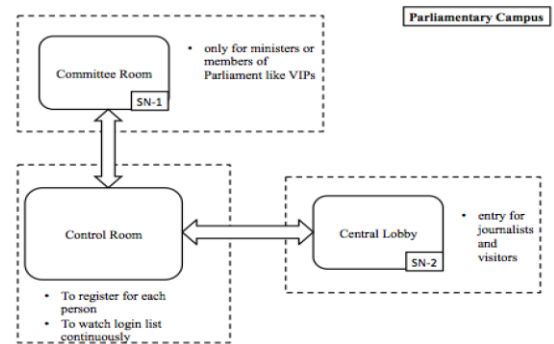 Parliamentary Campus
Committee Room
SN-1
• only for ministers or
members of
Parliament like VIPs
Control Room
• To register for each
person
• To watch login list
continuously
Central Lobby
SN-2
• entry for
journalists
and
visitors